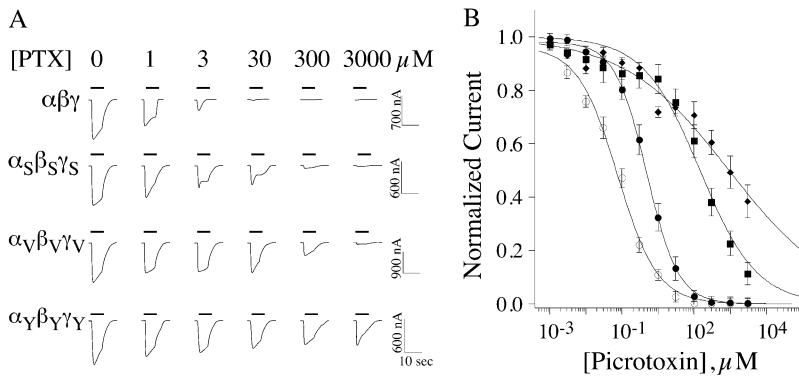 A
[PTX] 0 1 3 30 300 3000 μM
αβγ
700 nA
αSβSγS
600 nA
αVβVγV
900 nA
αYβYγY
600 nA
10 sec
B
Normalized Current
1.0
0.8
0.6
0.4
0.2
0.0
10-3 10-1 102 104
[Picrotoxin],μM